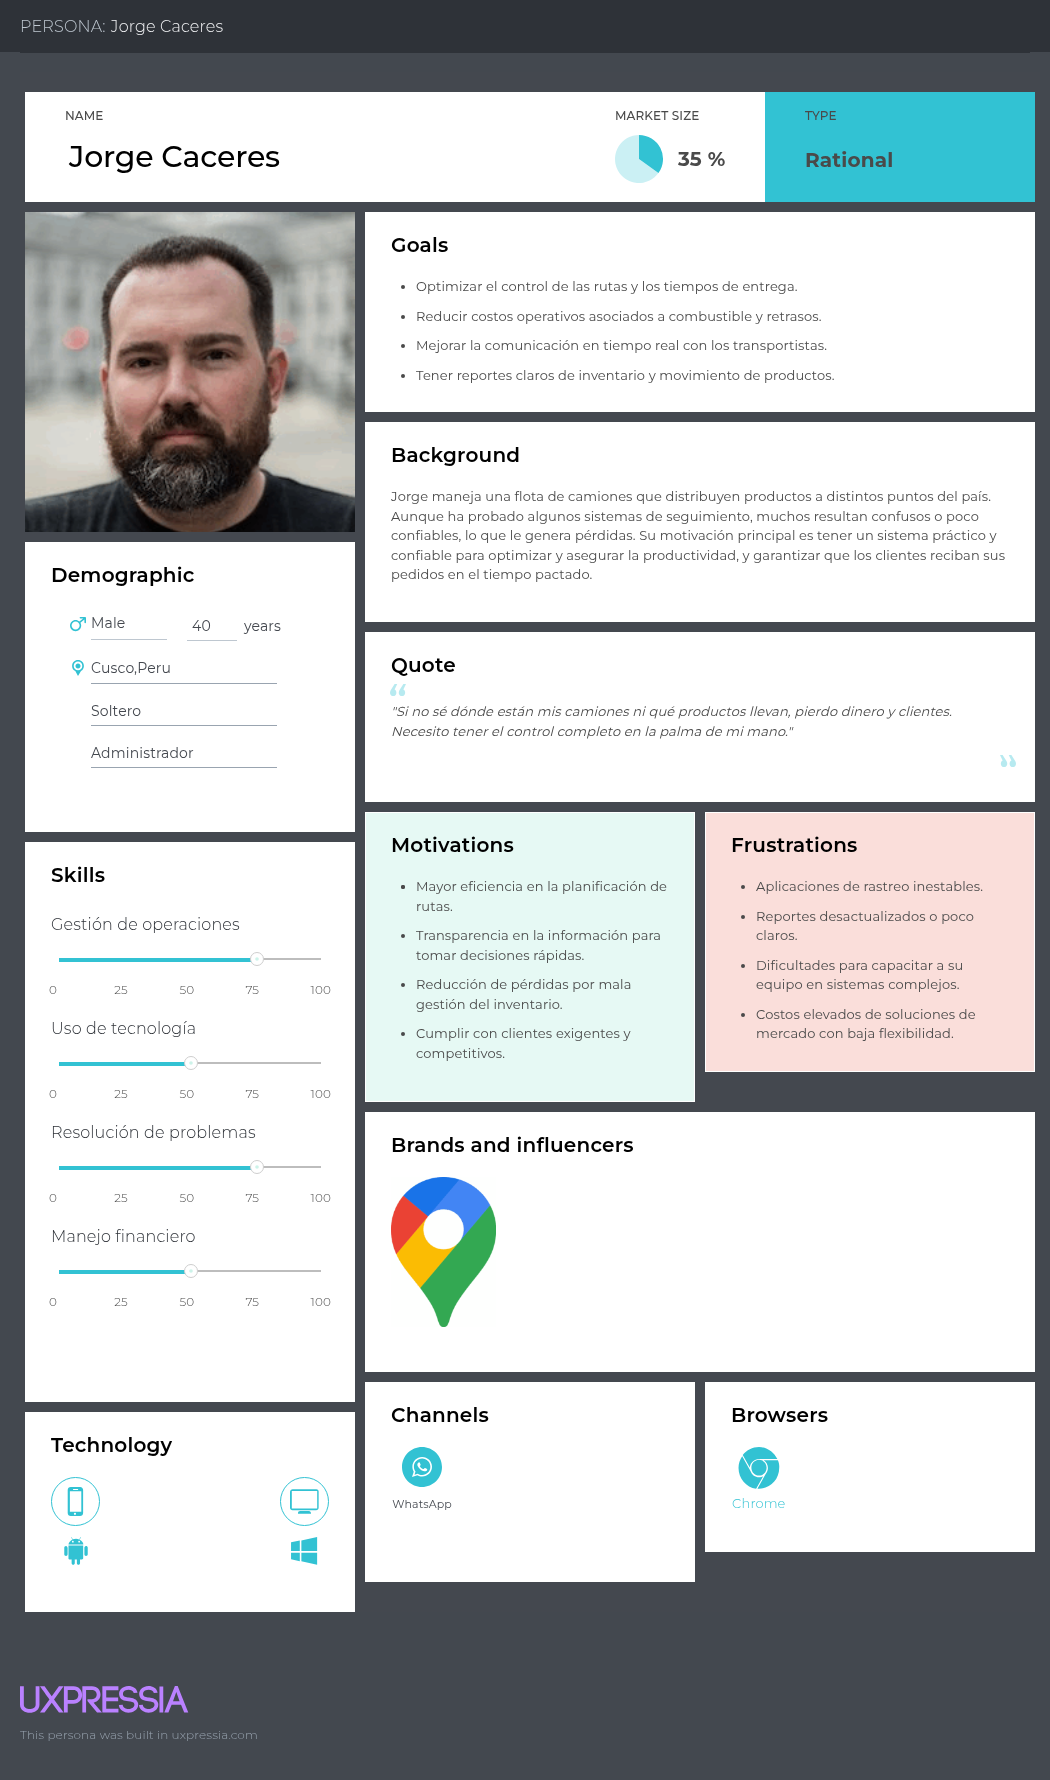 PERSONA: Jorge Caceres
NAME
Jorge Caceres
MARKET SIZE
35 %
TYPE
Rational
Goals
• Optimizar el control de las rutas y los tiempos de entrega.
• Reducir costos operativos asociados a combustible y retrasos.
• Mejorar la comunicación en tiempo real con los transportistas.
• Tener reportes claros de inventario y movimiento de productos.
Background
Jorge maneja una flota de camiones que distribuyen productos a distintos puntos del país.
Aunque ha probado algunos sistemas de seguimiento, muchos resultan confusos o poco
confiables, lo que le genera pérdidas. Su motivación principal es tener un sistema práctico y
confiable para optimizar y asegurar la productividad, y garantizar que los clientes reciban sus
pedidos en el tiempo pactado.
Demographic
Male 40 years
Cusco,Peru
Soltero
Administrador
Quote
“
"Si no sé dónde están mis camiones ni qué productos llevan, pierdo dinero y clientes.
Necesito tener el control completo en la palma de mi mano."
”
Skills
Gestión de operaciones
0 25 50 75 100
Uso de tecnología
0 25 50 75 100
Resolución de problemas
0 25 50 75 100
Manejo financiero
0 25 50 75 100
Motivations
• Mayor eficiencia en la planificación de
rutas.
• Transparencia en la información para
tomar decisiones rápidas.
• Reducción de pérdidas por mala
gestión del inventario.
• Cumplir con clientes exigentes y
competitivos.
Frustrations
• Aplicaciones de rastreo inestables.
• Reportes desactualizados o poco
claros.
• Dificultades para capacitar a su
equipo en sistemas complejos.
• Costos elevados de soluciones de
mercado con baja flexibilidad.
Brands and influencers
Technology
Channels
WhatsApp
Browsers
Chrome
UXPRESSIA
This persona was built in uxpressia.com